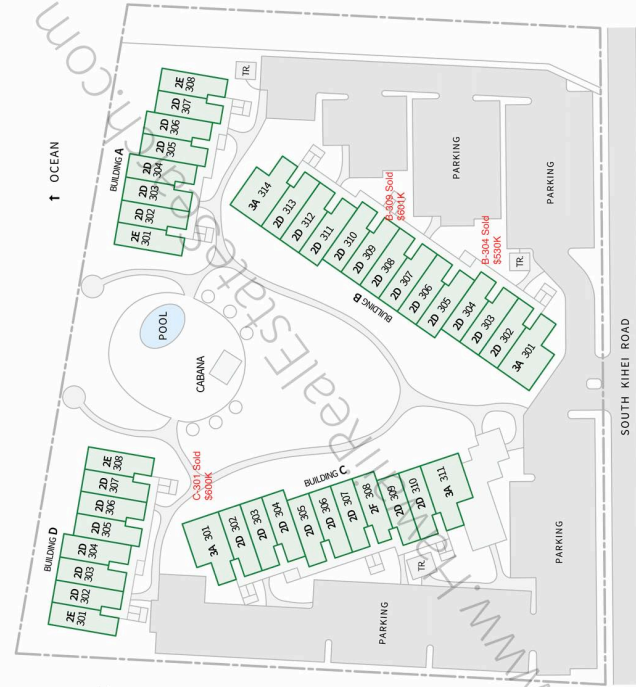 2E 308
2D 307
2D 306
2D 305
2D 304
2D 303
2D 302
2E 301
BUILDING A
↑ OCEAN
TR.
3A 314
2D 313
2D 312
2D 311
2D 310
2D 309
2D 308
2D 307
2D 306
2D 305
2D 304
2D 303
2D 302
3A 301
BUILDING B
B-309 Sold
$601K
B-304 Sold
$530K
PARKING
PARKING
TR.
SOUTH KIHEI ROAD
POOL
CABANA
C-301 Sold
$600K
BUILDING C
3A 301
2D 302
2D 303
2D 304
2D 305
2D 306
2D 307
2F 308
2D 309
2D 310
3A 311
TR.
PARKING
PARKING
2E 308
2D 307
2D 306
2D 305
2D 304
2D 303
2D 302
2E 301
BUILDING D
www.HawaiiRealEstateSearch.com